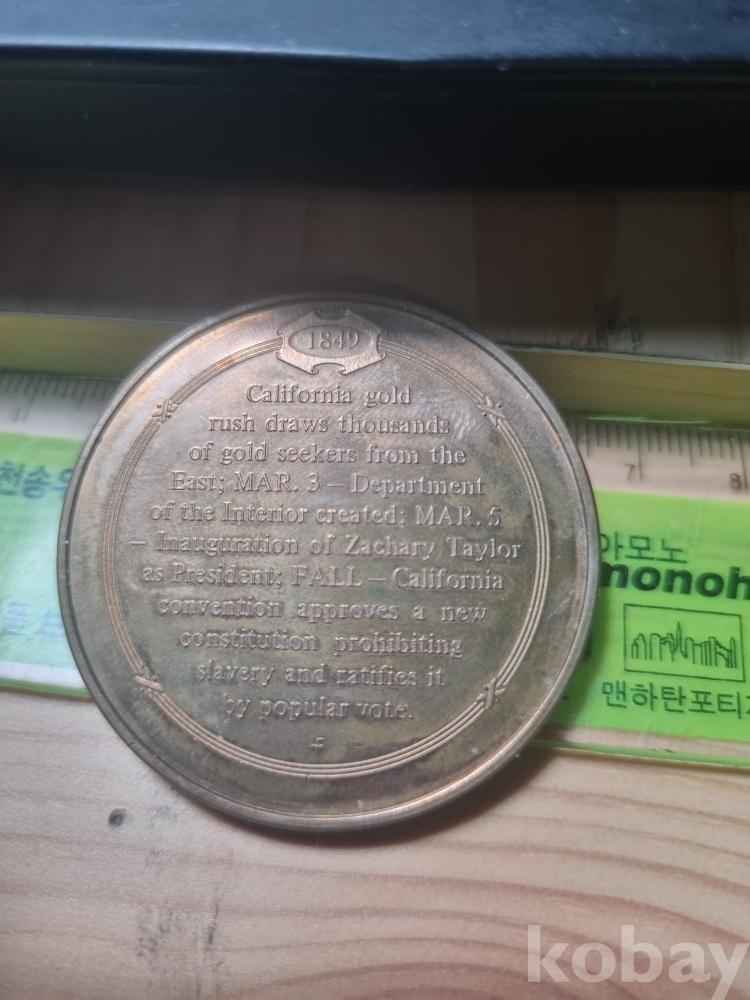 1849
California gold
rush draws thousands
of gold seekers from the
East; MAR. 3 – Department
of the Interior created; MAR. 5
– Inauguration of Zachary Taylor
as President; FALL – California
convention approves a new
constitution prohibiting
slavery and ratifies it
by popular vote.
7 8
천송
아모노
monoh
맨하탄포티
kobay